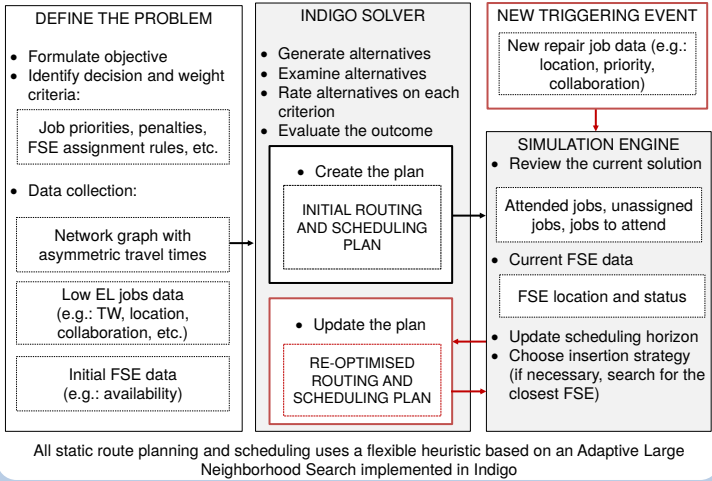 DEFINE THE PROBLEM
• Formulate objective
• Identify decision and weight
criteria:
Job priorities, penalties,
FSE assignment rules, etc.
• Data collection:
Network graph with
asymmetric travel times
Low EL jobs data
(e.g.: TW, location,
collaboration, etc.)
Initial FSE data
(e.g.: availability)
INDIGO SOLVER
• Generate alternatives
• Examine alternatives
• Rate alternatives on each
criterion
• Evaluate the outcome
• Create the plan
INITIAL ROUTING
AND SCHEDULING
PLAN
• Update the plan
RE-OPTIMISED
ROUTING AND
SCHEDULING PLAN
NEW TRIGGERING EVENT
New repair job data (e.g.:
location, priority,
collaboration)
SIMULATION ENGINE
• Review the current solution
Attended jobs, unassigned
jobs, jobs to attend
• Current FSE data
FSE location and status
• Update scheduling horizon
• Choose insertion strategy
(if necessary, search for the
closest FSE)
All static route planning and scheduling uses a flexible heuristic based on an Adaptive Large
Neighborhood Search implemented in Indigo